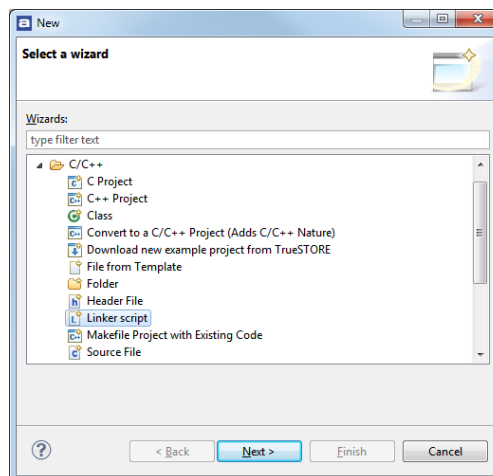 New
Select a wizard
Wizards:
type filter text
C/C++
C Project
C++ Project
Class
Convert to a C/C++ Project (Adds C/C++ Nature)
Download new example project from TrueSTORE
File from Template
Folder
Header File
Linker script
Makefile Project with Existing Code
Source File
< Back Next > Finish Cancel